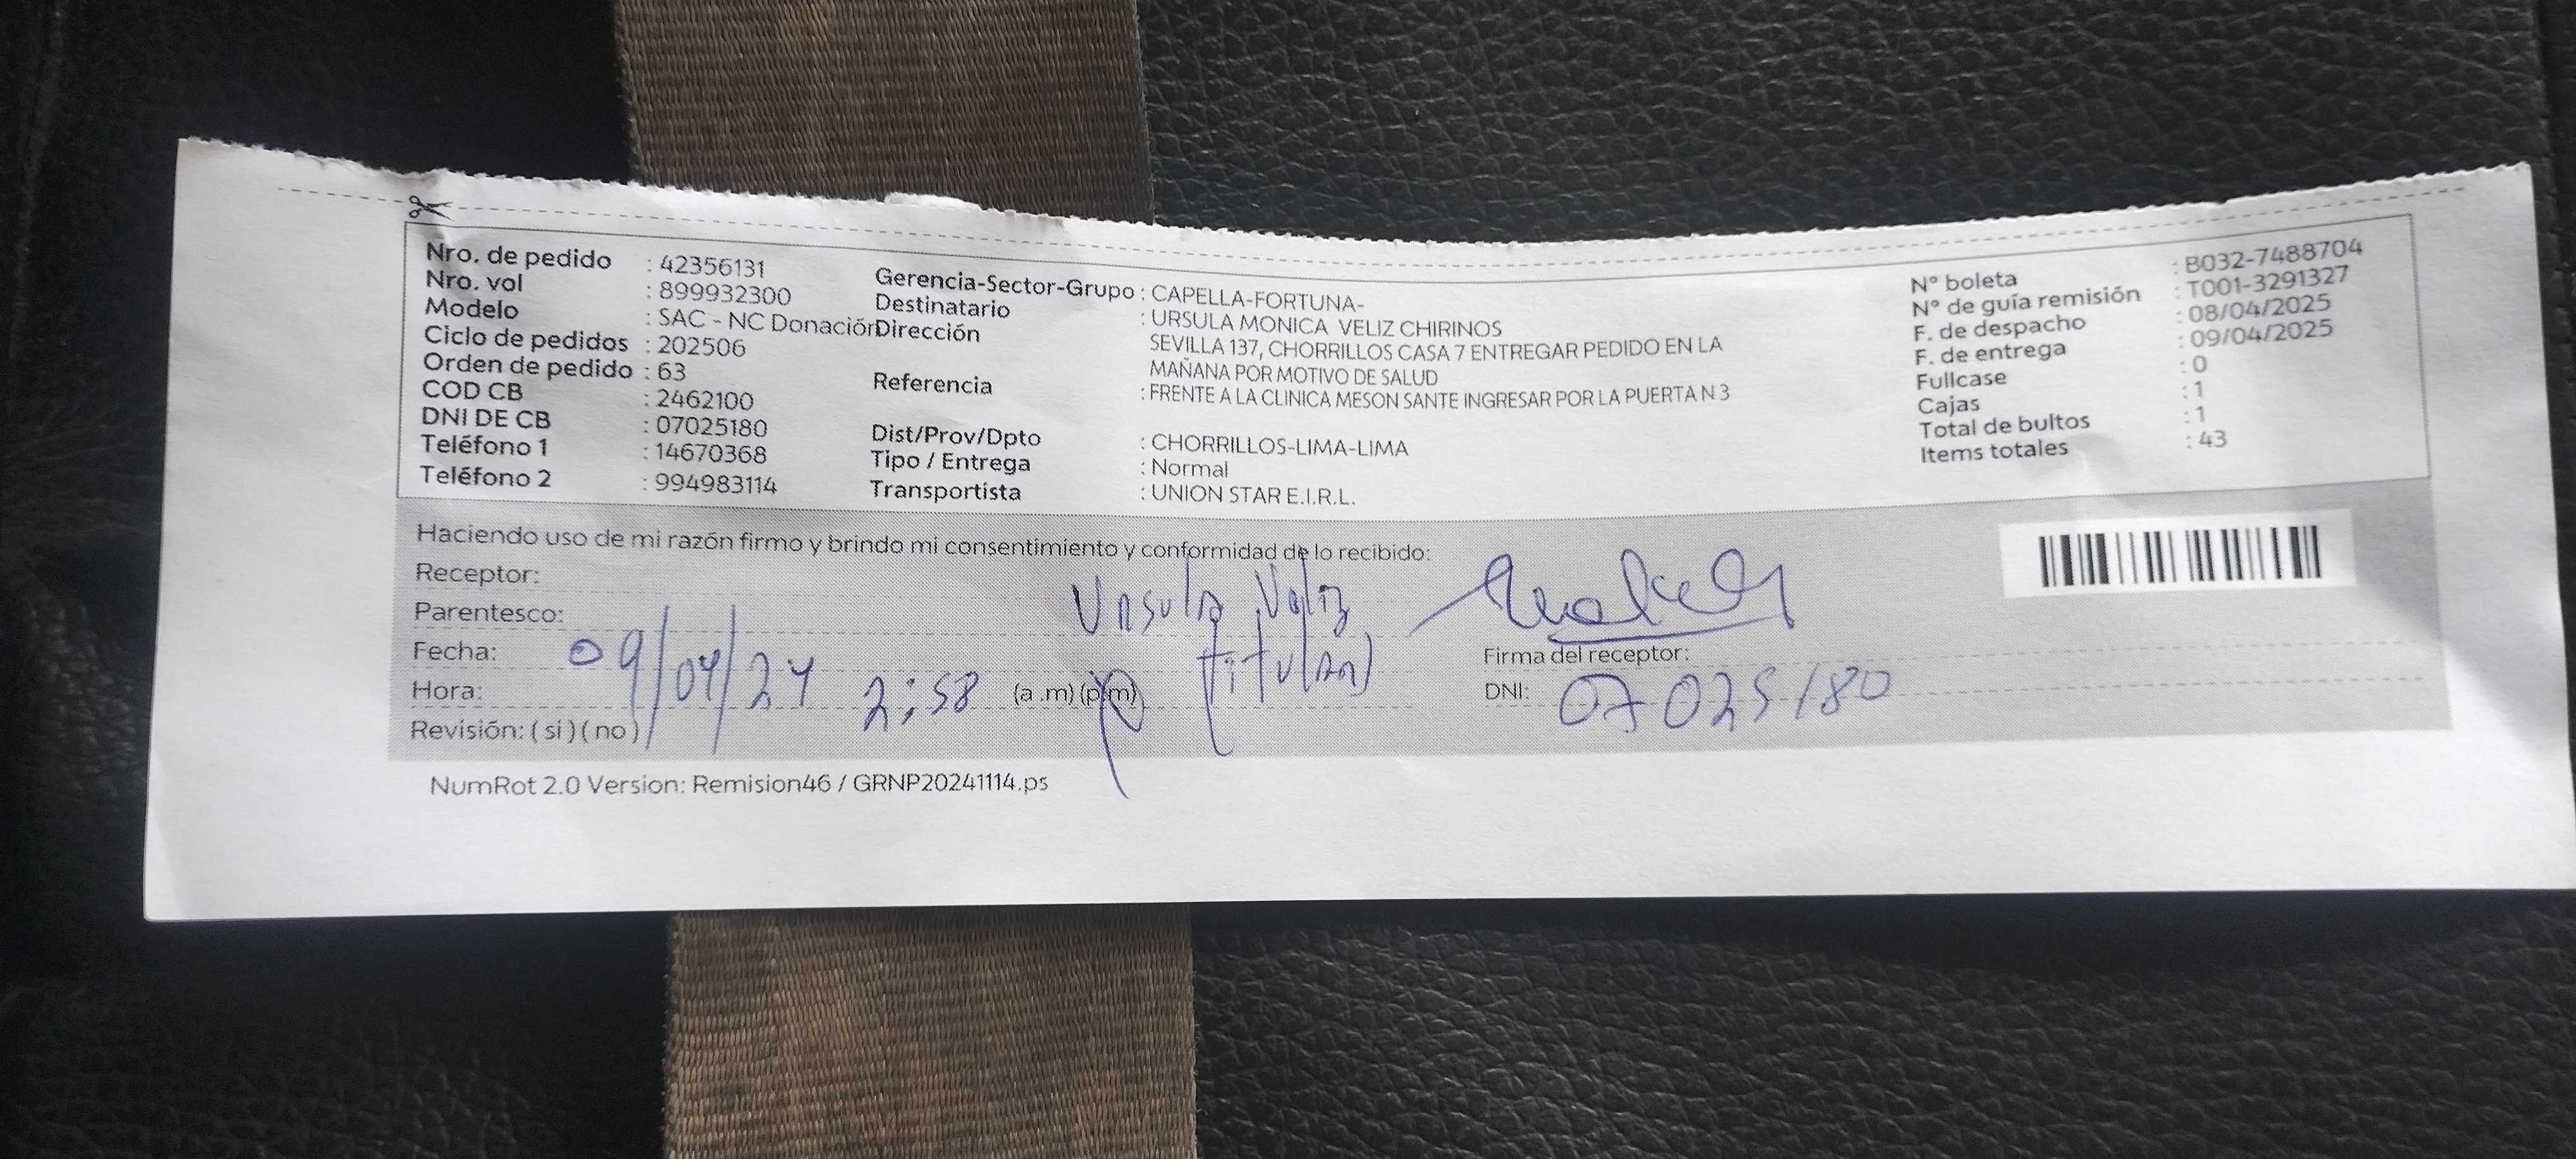 Nro. de pedido : 42356131
Nro. vol : 899932300
Modelo : SAC - NC Donación
Ciclo de pedidos : 202506
Orden de pedido : 63
COD CB : 2462100
DNI DE CB : 07025180
Teléfono 1 : 14670368
Teléfono 2 : 994983114
Gerencia-Sector-Grupo : CAPELLA-FORTUNA-
Destinatario : URSULA MONICA VELIZ CHIRINOS
Dirección SEVILLA 137, CHORRILLOS CASA 7 ENTREGAR PEDIDO EN LA
MAÑANA POR MOTIVO DE SALUD
Referencia : FRENTE A LA CLINICA MESON SANTE INGRESAR POR LA PUERTA N 3
Dist/Prov/Dpto : CHORRILLOS-LIMA-LIMA
Tipo / Entrega : Normal
Transportista : UNION STAR E.I.R.L.
N° boleta : B032-7488704
N° de guía remisión : T001-3291327
F. de despacho : 08/04/2025
F. de entrega : 09/04/2025
Fullcase : 0
Cajas : 1
Total de bultos : 1
Items totales : 43
Haciendo uso de mi razón firmo y brindo mi consentimiento y conformidad de lo recibido:
Receptor: Ursula Veliz
Parentesco: (titular)
Fecha: 09/04/24
Hora: 2:58 (a .m) (p.m)
Revisión: ( si ) ( no )
Firma del receptor:
DNI: 07025180
NumRot 2.0 Version: Remision46 / GRNP20241114.ps